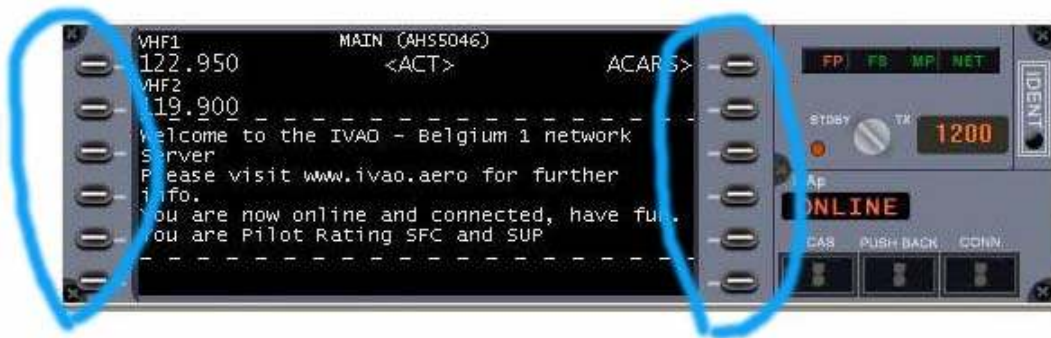 VHF1 MAIN (AHS5046)
122.950 <ACT> ACARS>
VHF2
119.900
Welcome to the IVAO - Belgium 1 network
Server
Please visit www.ivao.aero for further
info.
You are now online and connected, have fun.
You are Pilot Rating SFC and SUP
FP FS MP NET
IDENT
STDBY TX 1200
ONLINE
CAS PUSH BACK CONN.